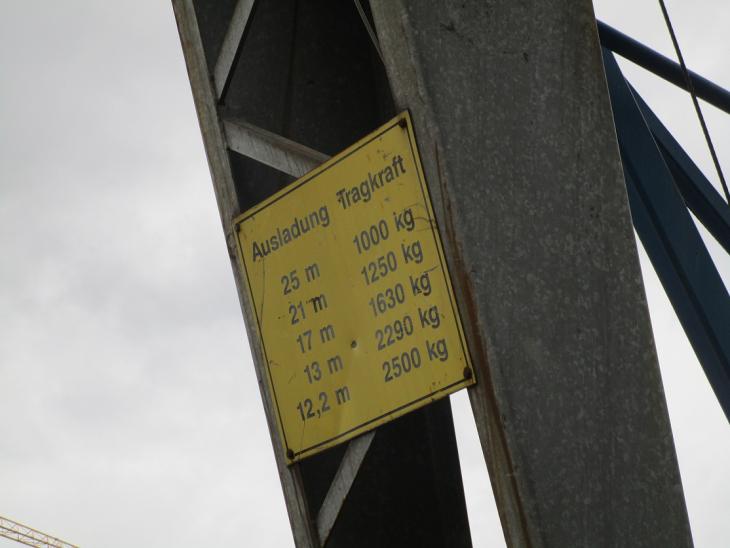 Ausladung Tragkraft
25 m 1000 kg
21 m 1250 kg
17 m 1630 kg
13 m 2290 kg
12,2 m 2500 kg